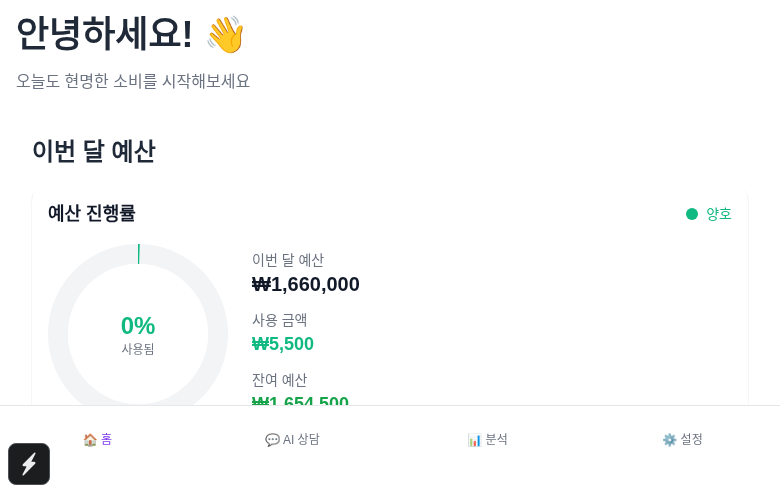 안녕하세요! 👋
오늘도 현명한 소비를 시작해보세요
이번 달 예산
예산 진행률
양호
0%
사용됨
이번 달 예산
₩1,660,000
사용 금액
₩5,500
잔여 예산
₩1,654,500
🏠 홈
💬 AI 상담
📊 분석
⚙️ 설정